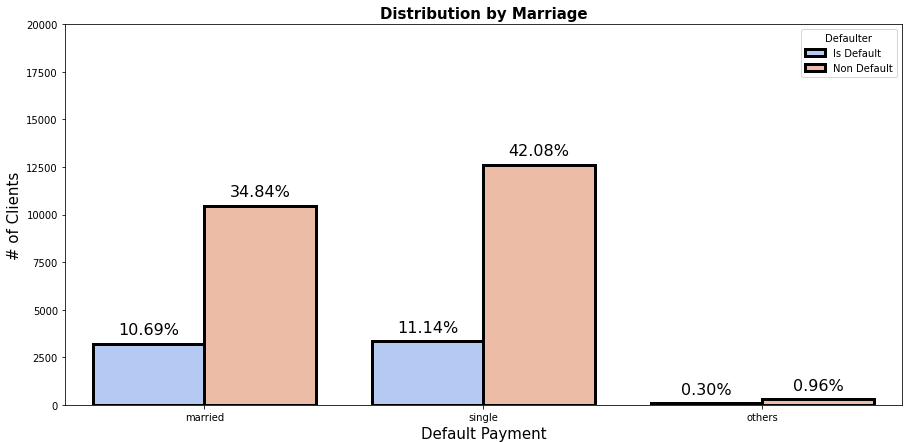 Distribution by Marriage
# of Clients
20000
17500
15000
12500
10000
7500
5000
2500
0
Defaulter
Is Default
Non Default
10.69%
34.84%
11.14%
42.08%
0.30%
0.96%
married
single
others
Default Payment